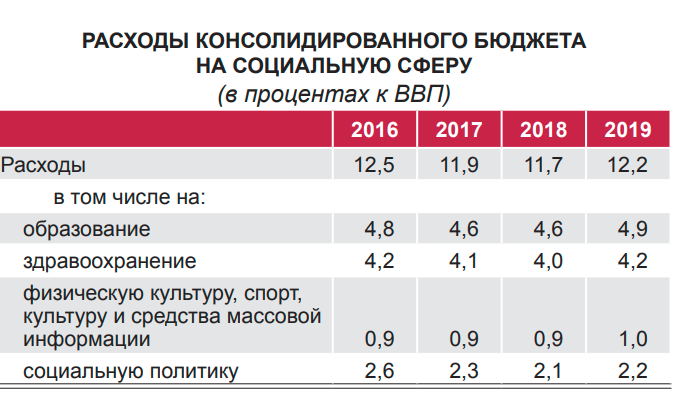 РАСХОДЫ КОНСОЛИДИРОВАННОГО БЮДЖЕТА
НА СОЦИАЛЬНУЮ СФЕРУ
(в процентах к ВВП)
2016 2017 2018 2019
Расходы 12,5 11,9 11,7 12,2
в том числе на:
образование 4,8 4,6 4,6 4,9
здравоохранение 4,2 4,1 4,0 4,2
физическую культуру, спорт,
культуру и средства массовой
информации 0,9 0,9 0,9 1,0
социальную политику 2,6 2,3 2,1 2,2